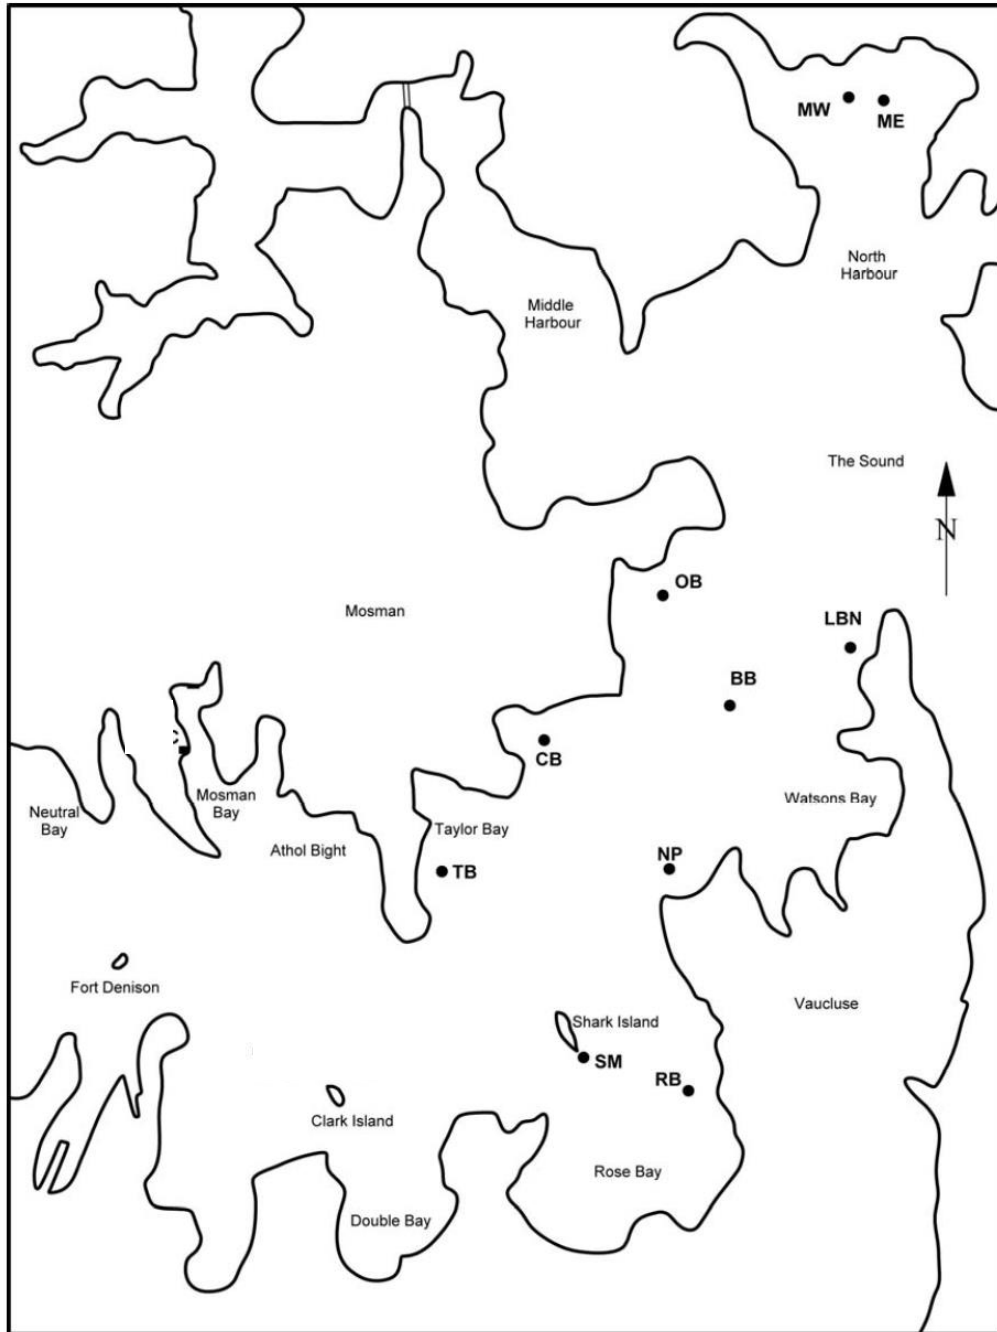 MW
ME
North
Harbour
Middle
Harbour
The Sound
N
OB
Mosman
LBN
BB
CB
Mosman
Bay
Neutral
Bay
Watsons Bay
Taylor Bay
Athol Bight
NP
TB
Fort Denison
Vaucluse
Shark Island
SM
RB
Clark Island
Rose Bay
Double Bay